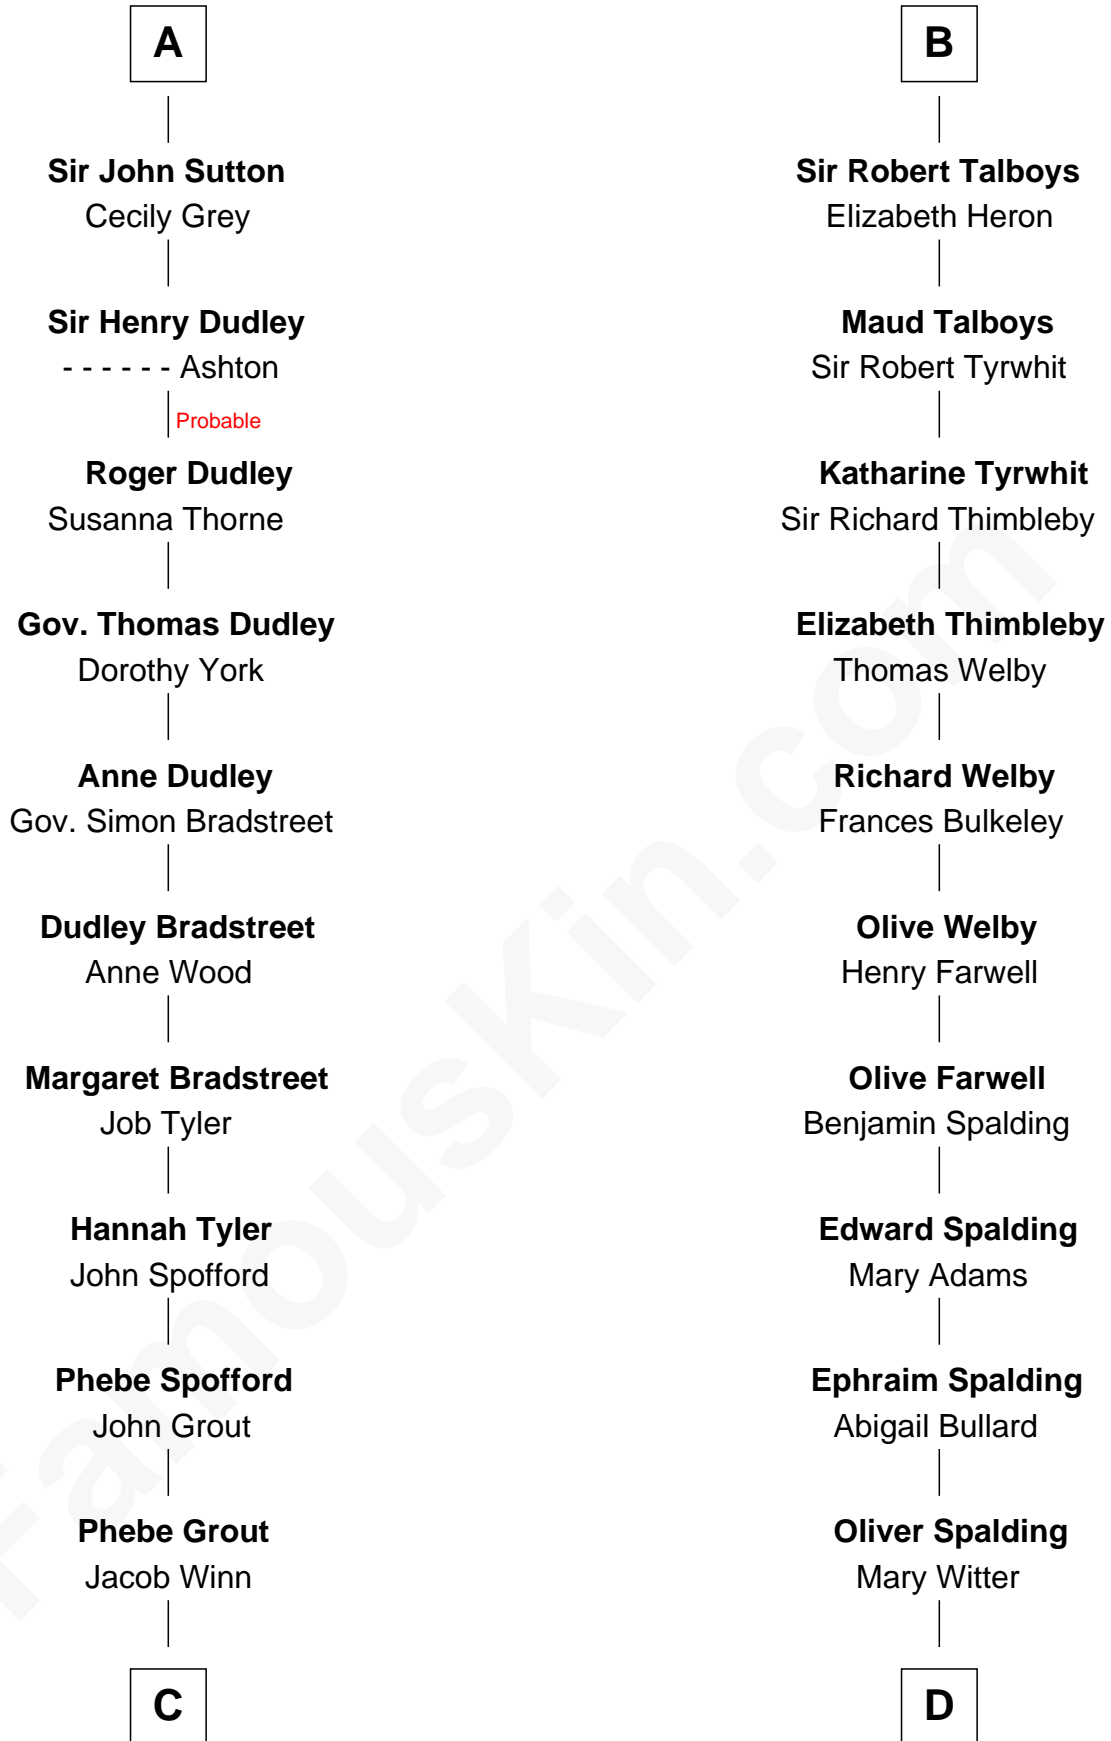 A
Sir John Sutton
Cecily Grey
Sir Henry Dudley
- - - - - - Ashton
Probable
Roger Dudley
Susanna Thorne
Gov. Thomas Dudley
Dorothy York
Anne Dudley
Gov. Simon Bradstreet
Dudley Bradstreet
Anne Wood
Margaret Bradstreet
Job Tyler
Hannah Tyler
John Spofford
Phebe Spofford
John Grout
Phebe Grout
Jacob Winn
C
B
Sir Robert Talboys
Elizabeth Heron
Maud Talboys
Sir Robert Tyrwhit
Katharine Tyrwhit
Sir Richard Thimbleby
Elizabeth Thimbleby
Thomas Welby
Richard Welby
Frances Bulkeley
Olive Welby
Henry Farwell
Olive Farwell
Benjamin Spalding
Edward Spalding
Mary Adams
Ephraim Spalding
Abigail Bullard
Oliver Spalding
Mary Witter
D
FamousKin.com